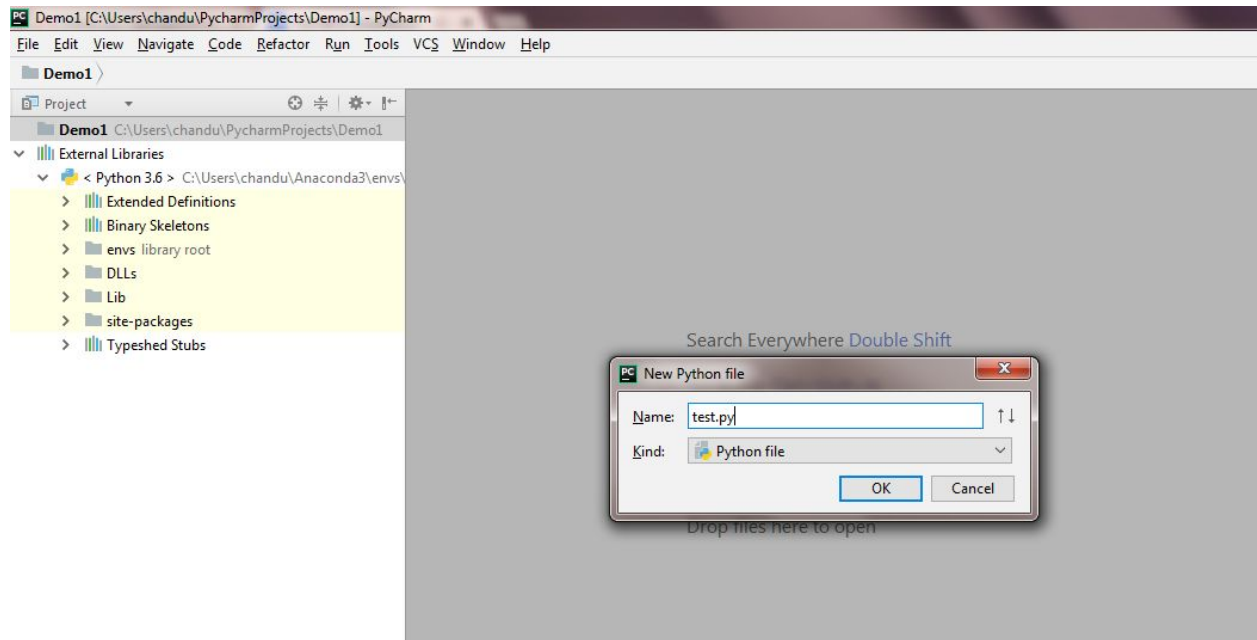 PC Demo1 [C:\Users\chandu\PycharmProjects\Demo1] - PyCharm
File Edit View Navigate Code Refactor Run Tools VCS Window Help
Demo1
Project
Demo1 C:\Users\chandu\PycharmProjects\Demo1
External Libraries
< Python 3.6 > C:\Users\chandu\Anaconda3\envs\
Extended Definitions
Binary Skeletons
envs library root
DLLs
Lib
site-packages
Typeshed Stubs
Search Everywhere Double Shift
PC New Python file
Name: test.py
Kind: Python file
OK Cancel
Drop files here to open